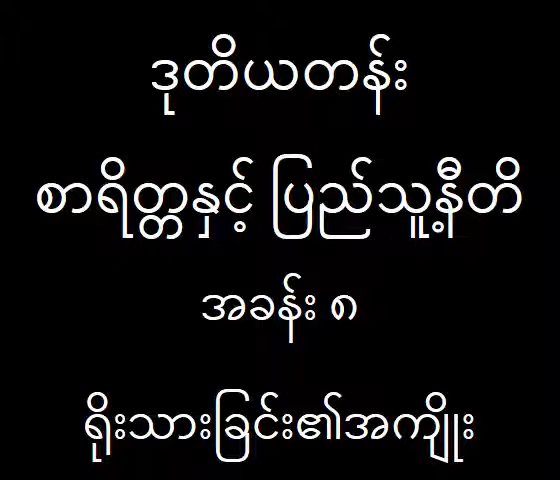 ဒုတိယတန်း
စာရိတ္တနှင့် ပြည်သူ့နီတိ
အခန်း ၈
ရိုးသားခြင်း၏အကျိုး